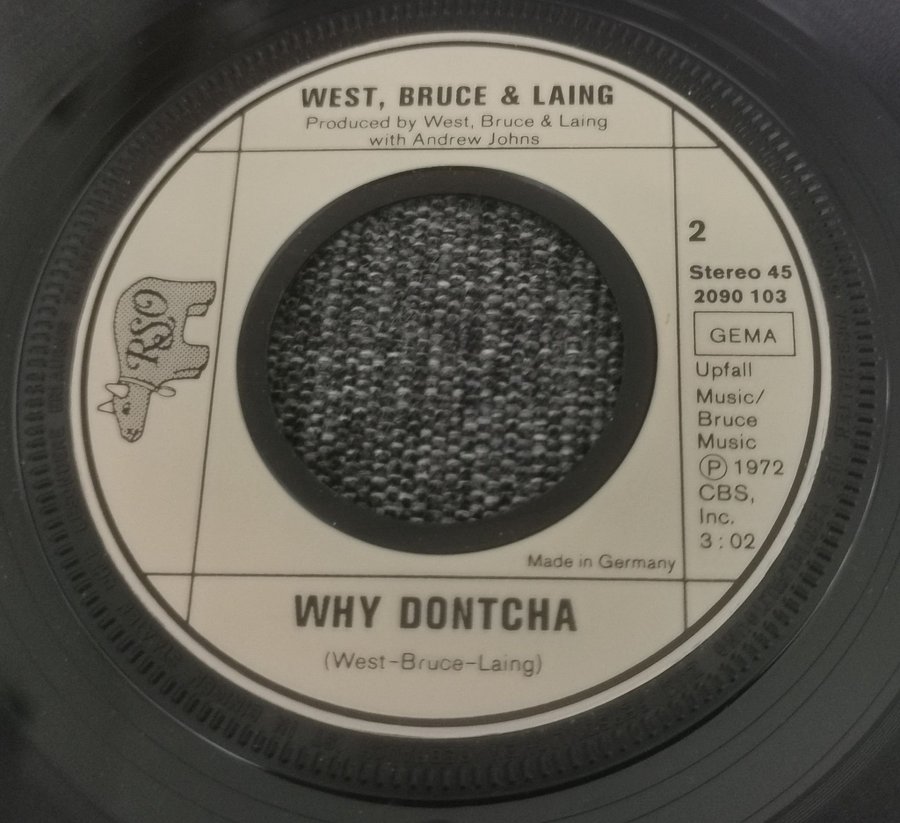 WEST, BRUCE & LAING
Produced by West, Bruce & Laing
with Andrew Johns
RSO
2
Stereo 45
2090 103
GEMA
Upfall
Music/
Bruce
Music
Ⓟ 1972
CBS,
Inc.
3:02
Made in Germany
WHY DONTCHA
(West-Bruce-Laing)